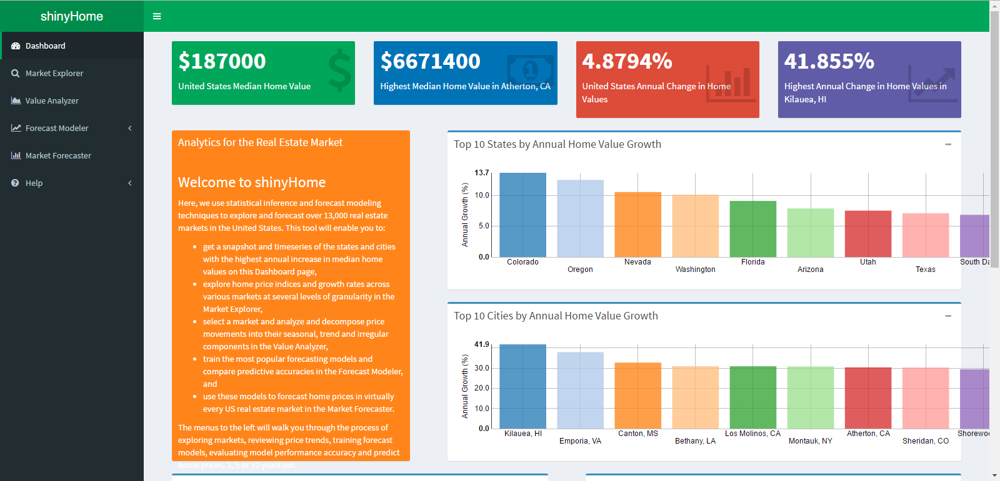 shinyHome
Dashboard
Market Explorer
Value Analyzer
Forecast Modeler
Market Forecaster
Help
$187000
United States Median Home Value
$6671400
Highest Median Home Value in Atherton, CA
4.8794%
United States Annual Change in Home
Values
41.855%
Highest Annual Change in Home Values in
Kilauea, HI
Analytics for the Real Estate Market
Welcome to shinyHome
Here, we use statistical inference and forecast modeling
techniques to explore and forecast over 13,000 real estate
markets in the United States. This tool will enable you to:
get a snapshot and timeseries of the states and cities
with the highest annual increase in median home
values on this Dashboard page,
explore home price indices and growth rates across
various markets at several levels of granularity in the
Market Explorer,
select a market and analyze and decompose price
movements into their seasonal, trend and irregular
components in the Value Analyzer,
train the most popular forecasting models and
compare predictive accuracies in the Forecast Modeler,
and
use these models to forecast home prices in virtually
every US real estate market in the Market Forecaster.
The menus to the left will walk you through the process of
exploring markets, reviewing price trends, training forecast
models, evaluating model performance accuracy and predict
home prices, 3, 5 or 10 years out.
Top 10 States by Annual Home Value Growth
Annual Growth (%)
13.7
10.0
5.0
0.0
Colorado
Oregon
Nevada
Washington
Florida
Arizona
Utah
Texas
South Da
Top 10 Cities by Annual Home Value Growth
Annual Growth (%)
41.9
30.0
20.0
10.0
0.0
Kilauea, HI
Emporia, VA
Canton, MS
Bethany, LA
Los Molinos, CA
Montauk, NY
Atherton, CA
Sheridan, CO
Shorewoo